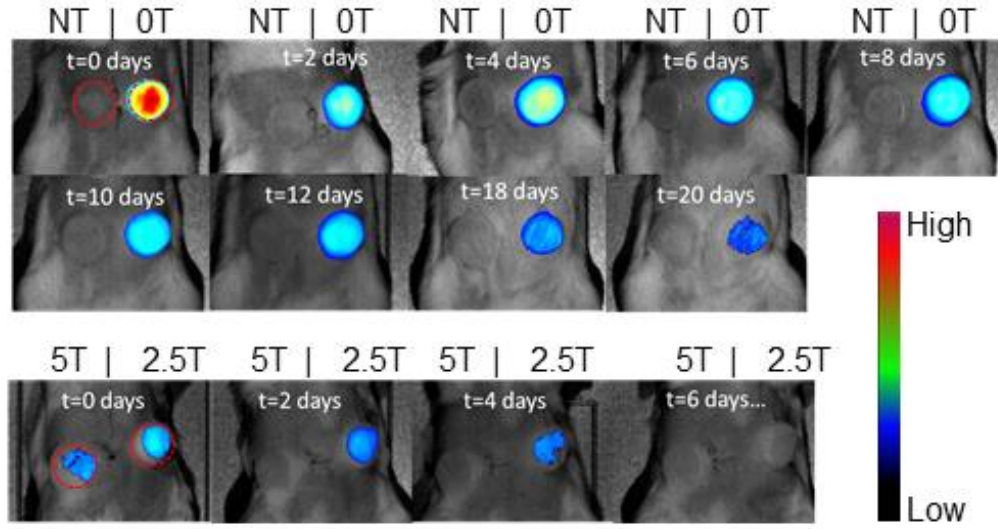 NT | 0T NT | 0T NT | 0T NT | 0T NT | 0T
t=0 days t=2 days t=4 days t=6 days t=8 days
t=10 days t=12 days t=18 days t=20 days
High
5T | 2.5T 5T | 2.5T 5T | 2.5T 5T | 2.5T
t=0 days t=2 days t=4 days t=6 days...
Low